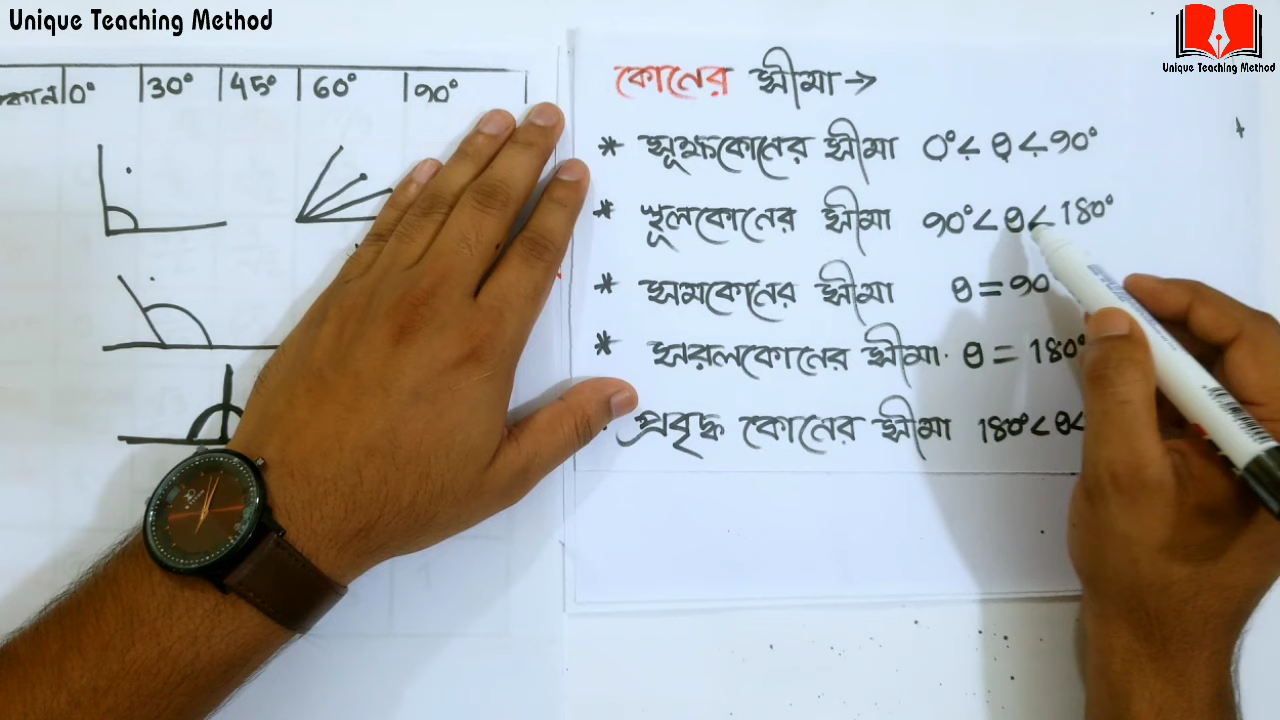 Unique Teaching Method
Unique Teaching Method
কোন 0° 30° 45° 60° 90°
কোনের সীমা →
* সূক্ষকোনের সীমা 0° < θ < 90°
* স্থূলকোনের সীমা 90° < θ < 180°
* সমকোনের সীমা θ = 90
* সরলকোনের সীমা. θ = 180°
প্রবৃদ্ধ কোনের সীমা 180° < θ <